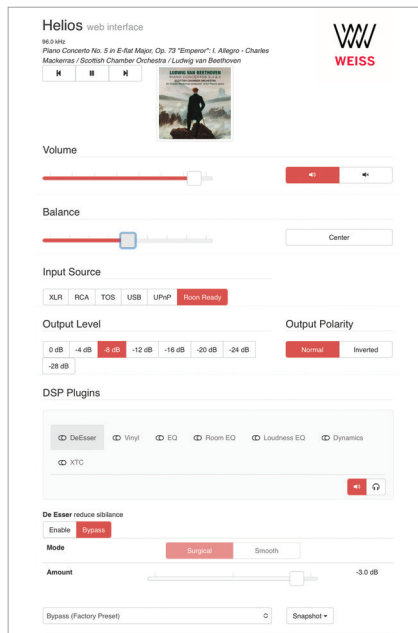 Helios web interface
WEISS
96.0 kHz
Piano Concerto No. 5 in E-flat Major, Op. 73 "Emperor": I. Allegro - Charles
Mackerras / Scottish Chamber Orchestra / Ludwig van Beethoven
LUDWIG VAN BEETHOVEN
Volume
Balance
Center
Input Source
XLR RCA TOS USB UPnP Roon Ready
Output Level Output Polarity
0 dB -4 dB -8 dB -12 dB -16 dB -20 dB -24 dB Normal Inverted
-28 dB
DSP Plugins
DeEsser Vinyl EQ Room EQ Loudness EQ Dynamics
XTC
De Esser reduce sibilance
Enable Bypass
Mode Surgical Smooth
Amount -3.0 dB
Bypass (Factory Preset) Snapshot